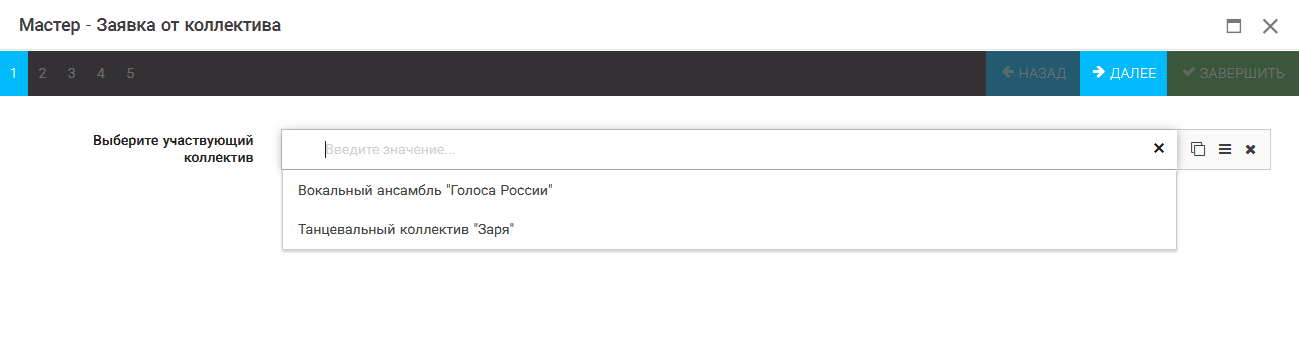 Мастер - Заявка от коллектива
1 2 3 4 5 НАЗАД ДАЛЕЕ ЗАВЕРШИТЬ
Выберите участвующий
коллектив
Введите значение...
Вокальный ансамбль "Голоса России"
Танцевальный коллектив "Заря"